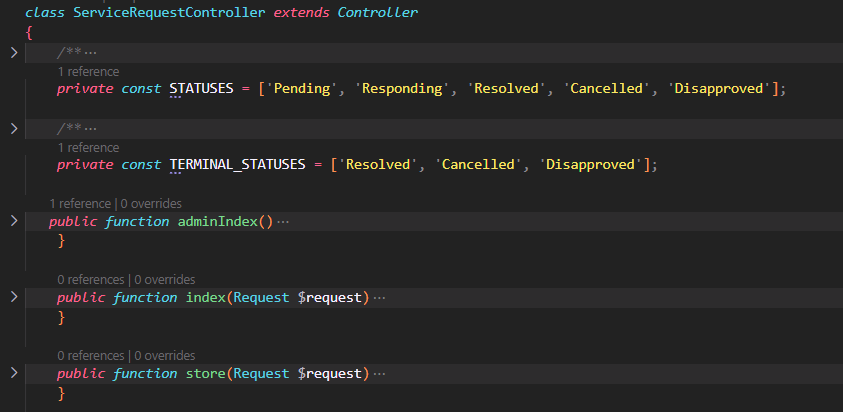 class ServiceRequestController extends Controller
{
/**···
1 reference
private const STATUSES = ['Pending', 'Responding', 'Resolved', 'Cancelled', 'Disapproved'];
/**···
1 reference
private const TERMINAL_STATUSES = ['Resolved', 'Cancelled', 'Disapproved'];
1 reference | 0 overrides
public function adminIndex()···
}
0 references | 0 overrides
public function index(Request $request)···
}
0 references | 0 overrides
public function store(Request $request)···
}